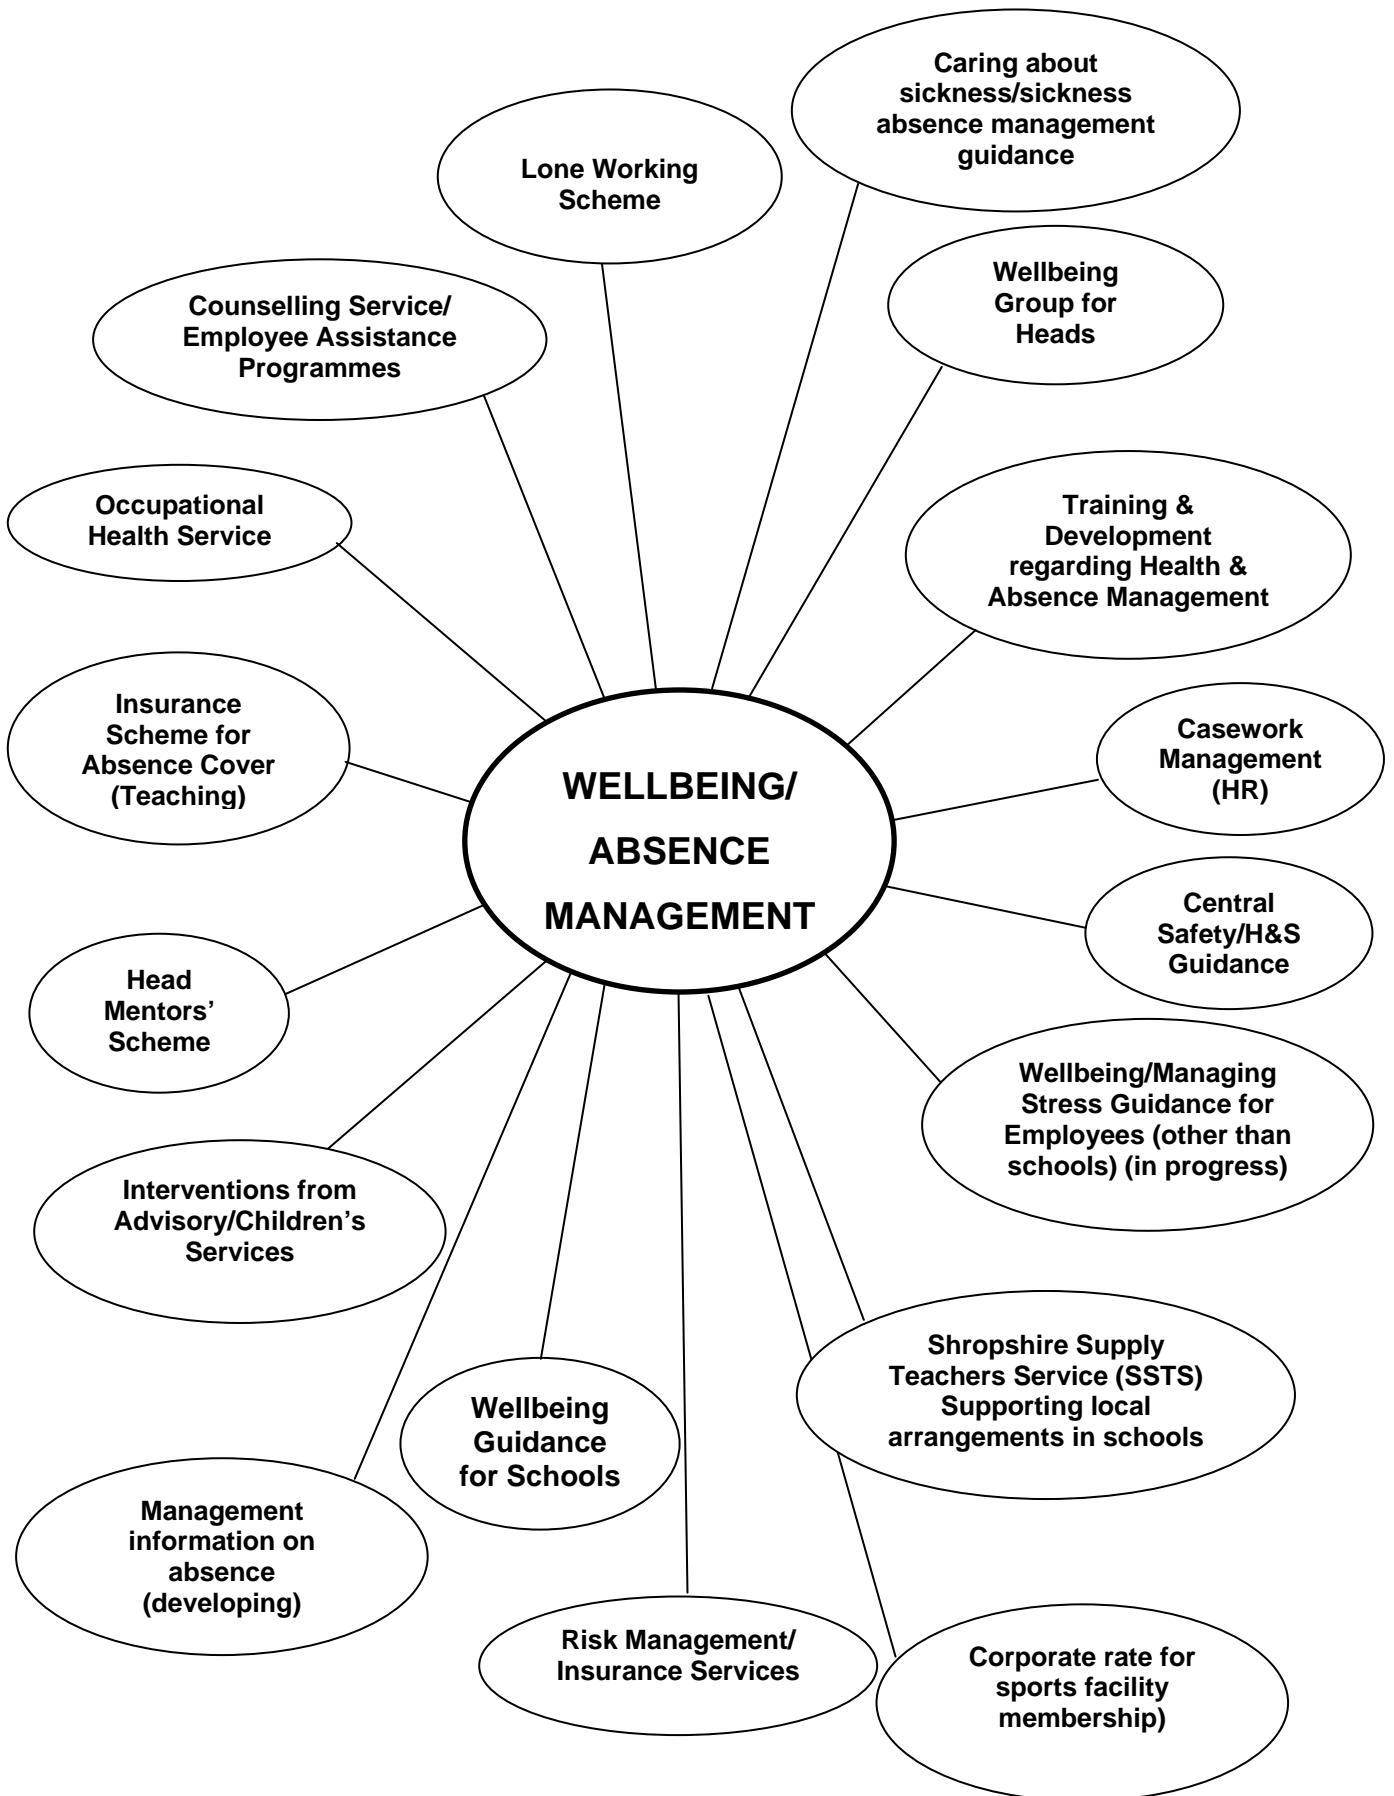 Caring about
sickness/sickness
absence management
guidance
Lone Working
Scheme
Wellbeing
Group for
Heads
Counselling Service/
Employee Assistance
Programmes
Occupational
Health Service
Training &
Development
regarding Health &
Absence Management
Insurance
Scheme for
Absence Cover
(Teaching)
Casework
Management
(HR)
WELLBEING/
ABSENCE
MANAGEMENT
Central
Safety/H&S
Guidance
Head
Mentors’
Scheme
Wellbeing/Managing
Stress Guidance for
Employees (other than
schools) (in progress)
Interventions from
Advisory/Children’s
Services
Shropshire Supply
Teachers Service (SSTS)
Supporting local
arrangements in schools
Wellbeing
Guidance
for Schools
Management
information on
absence
(developing)
Risk Management/
Insurance Services
Corporate rate for
sports facility
membership)